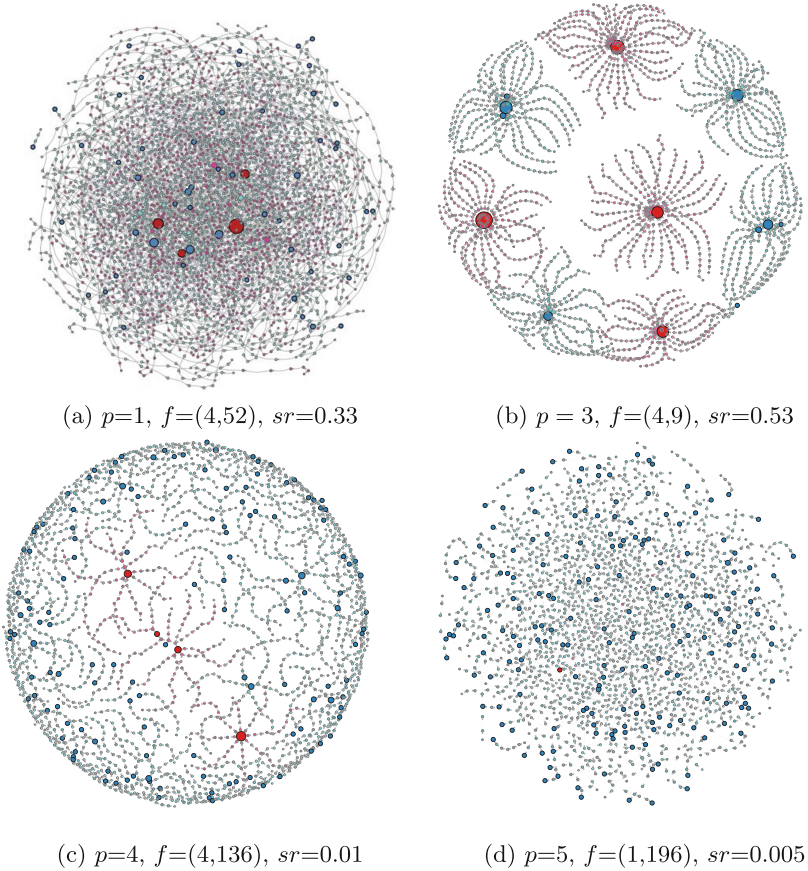 (a) p=1, f=(4,52), sr=0.33
(b) p = 3, f=(4,9), sr=0.53
(c) p=4, f=(4,136), sr=0.01
(d) p=5, f=(1,196), sr=0.005